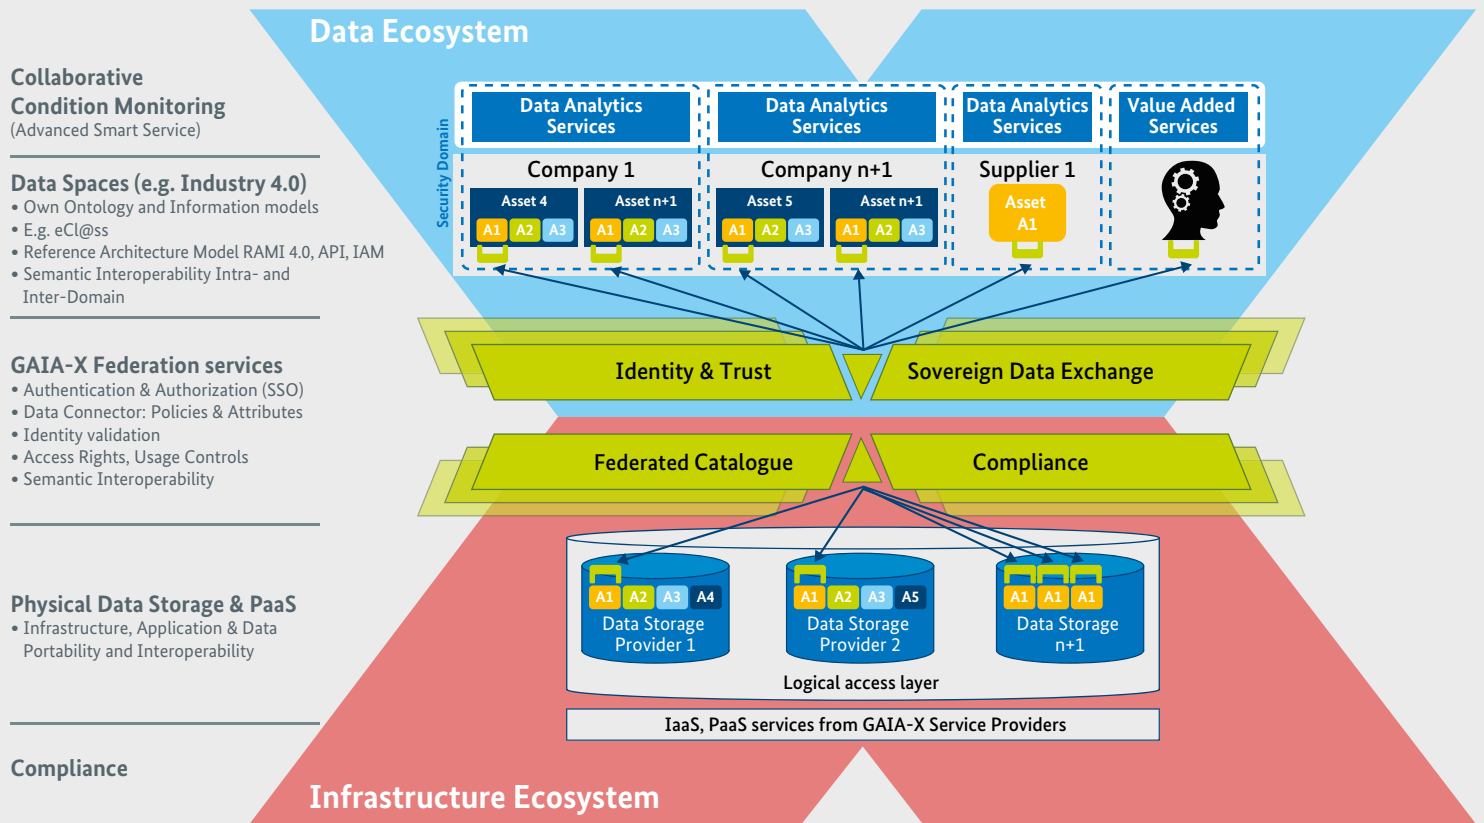 Data Ecosystem
Collaborative
Condition Monitoring
(Advanced Smart Service)
Data Spaces (e.g. Industry 4.0)
• Own Ontology and Information models
• E.g. eCl@ss
• Reference Architecture Model RAMI 4.0, API, IAM
• Semantic Interoperability Intra- and
Inter-Domain
GAIA-X Federation services
• Authentication & Authorization (SSO)
• Data Connector: Policies & Attributes
• Identity validation
• Access Rights, Usage Controls
• Semantic Interoperability
Physical Data Storage & PaaS
• Infrastructure, Application & Data
Portability and Interoperability
Compliance
Security Domain
Data Analytics
Services
Data Analytics
Services
Data Analytics
Services
Value Added
Services
Company 1
Asset 4
A1 A2 A3
Asset n+1
A1 A2 A3
Company n+1
Asset 5
A1 A2 A3
Asset n+1
A1 A2 A3
Supplier 1
Asset
A1
Identity & Trust
Sovereign Data Exchange
Federated Catalogue
Compliance
A1 A2 A3 A4
Data Storage
Provider 1
A1 A2 A3 A5
Data Storage
Provider 2
A1 A1 A1
Data Storage
n+1
Logical access layer
IaaS, PaaS services from GAIA-X Service Providers
Infrastructure Ecosystem